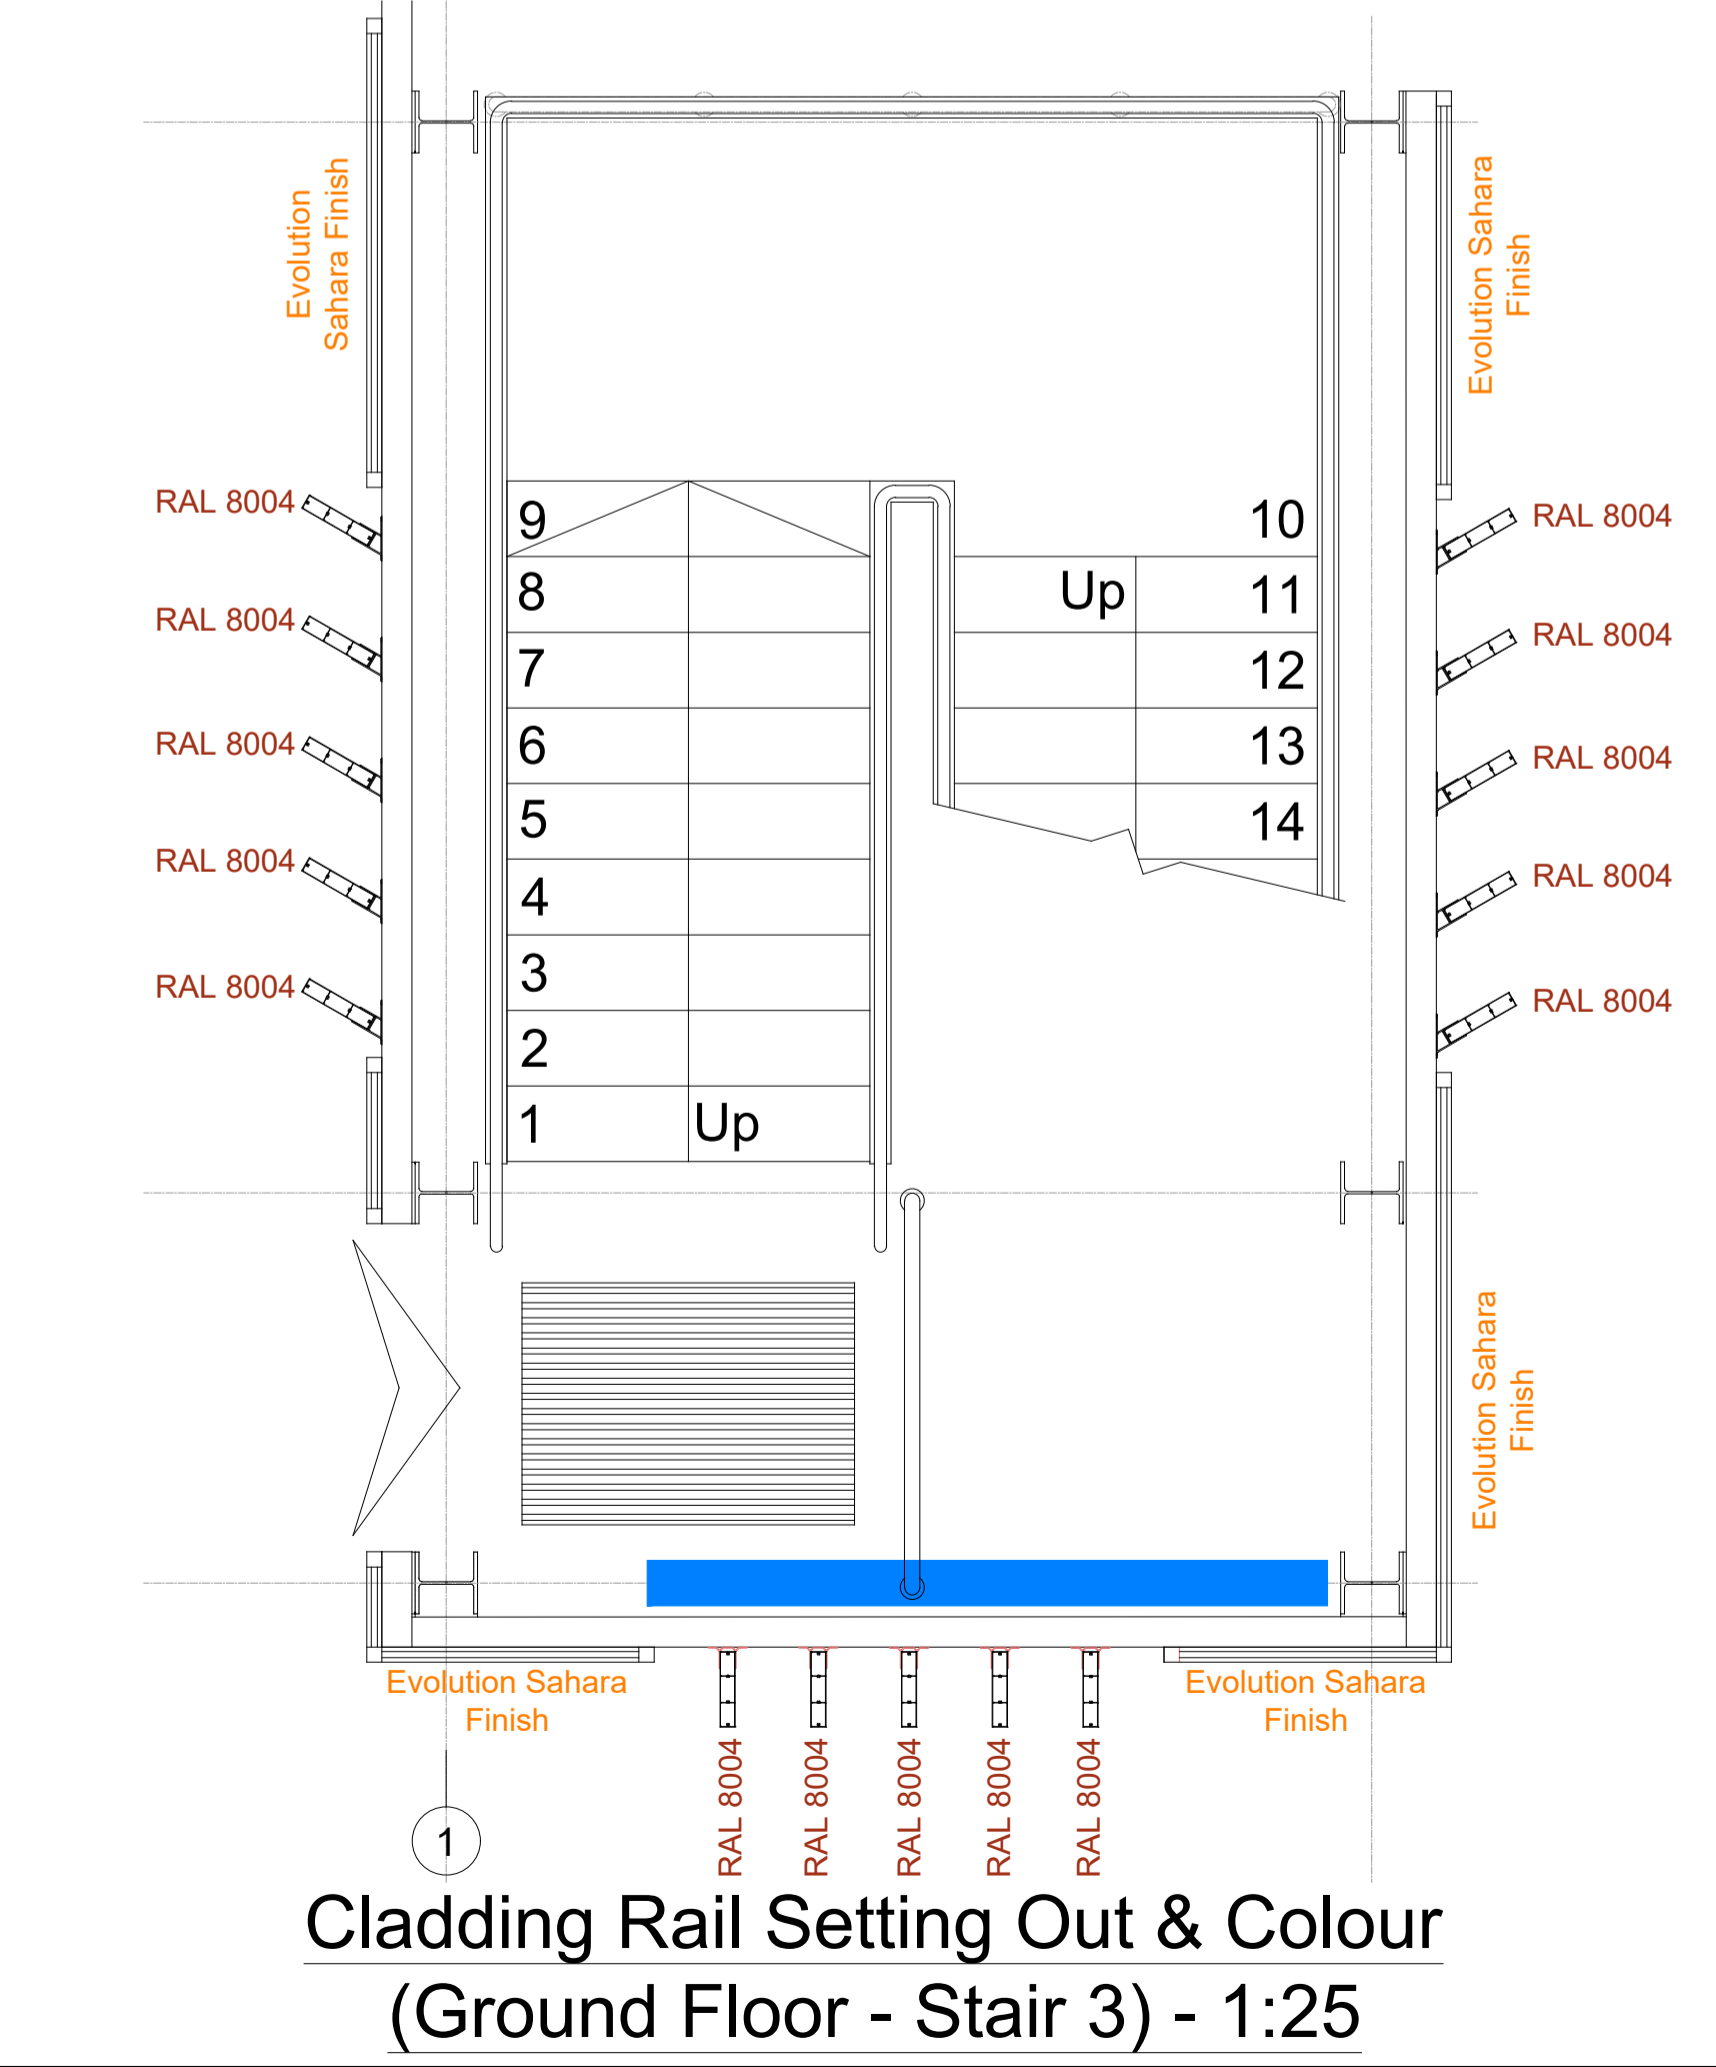 Evolution
Sahara Finish
Evolution Sahara
Finish
RAL 8004
RAL 8004
RAL 8004
RAL 8004
RAL 8004
9
8
7
6
5
4
3
2
1 Up
10
Up 11
12
13
14
RAL 8004
RAL 8004
RAL 8004
RAL 8004
RAL 8004
Evolution Sahara
Finish
Evolution Sahara
Finish
Evolution Sahara
Finish
RAL 8004
RAL 8004
RAL 8004
RAL 8004
RAL 8004
1
Cladding Rail Setting Out & Colour
(Ground Floor - Stair 3) - 1:25